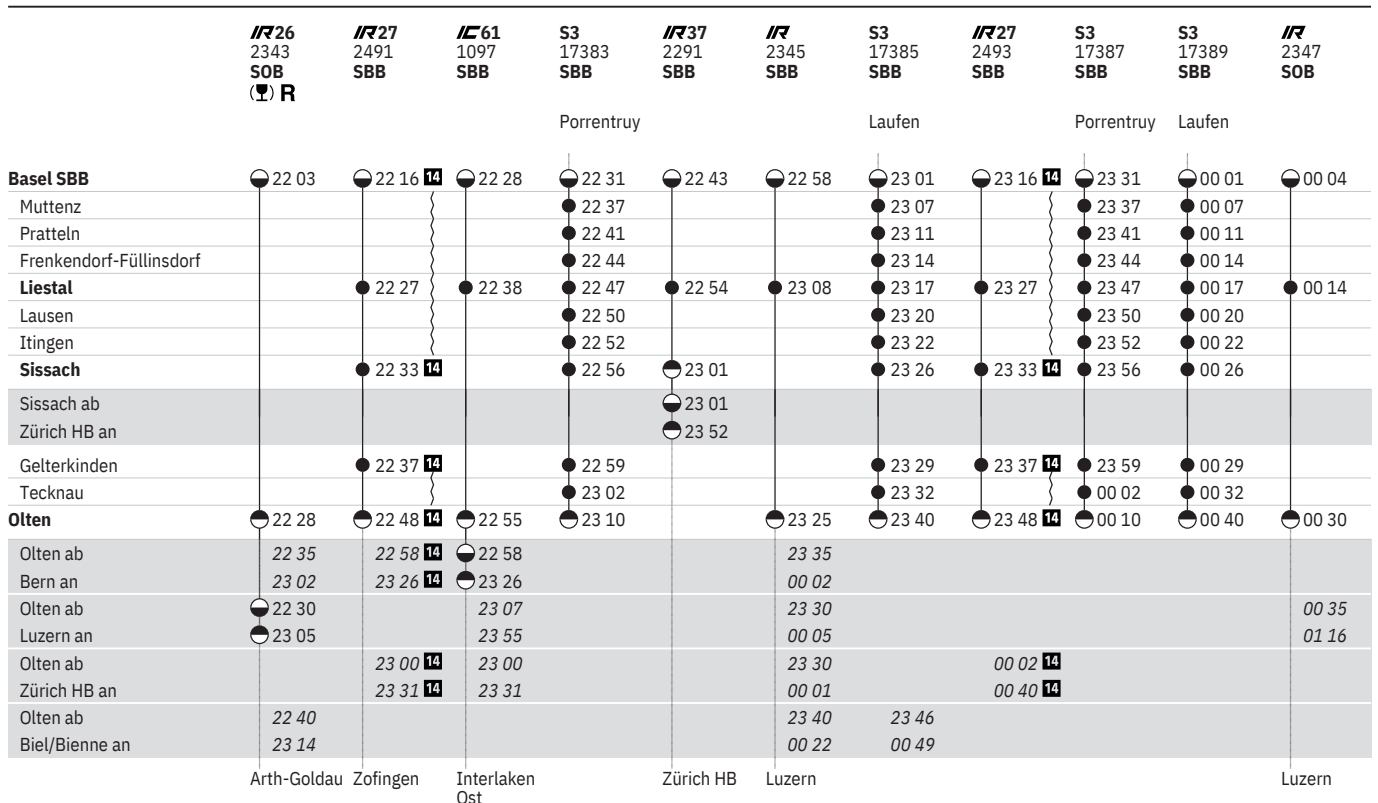 IR26 IR27 IC61 S3 IR37 IR S3 IR27 S3 S3 IR
2343 2491 1097 17383 2291 2345 17385 2493 17387 17389 2347
SOB SBB SBB SBB SBB SBB SBB SBB SBB SBB SOB
R
Porrentruy Laufen Porrentruy Laufen
Basel SBB 22 03 22 16 14 22 28 22 31 22 43 22 58 23 01 23 16 14 23 31 00 01 00 04
Muttenz 22 37 23 07 23 37 00 07
Pratteln 22 41 23 11 23 41 00 11
Frenkendorf-Füllinsdorf 22 44 23 14 23 44 00 14
Liestal 22 27 22 38 22 47 22 54 23 08 23 17 23 27 23 47 00 17 00 14
Lausen 22 50 23 20 23 50 00 20
Itingen 22 52 23 22 23 52 00 22
Sissach 22 33 14 22 56 23 01 23 26 23 33 14 23 56 00 26
Sissach ab 23 01
Zürich HB an 23 52
Gelterkinden 22 37 14 22 59 23 29 23 37 14 23 59 00 29
Tecknau 23 02 23 32 00 02 00 32
Olten 22 28 22 48 14 22 55 23 10 23 25 23 40 23 48 14 00 10 00 40 00 30
Olten ab 22 35 22 58 14 22 58 23 35
Bern an 23 02 23 26 14 23 26 00 02
Olten ab 22 30 23 07 23 30 00 35
Luzern an 23 05 23 55 00 05 01 16
Olten ab 23 00 14 23 00 23 30 00 02 14
Zürich HB an 23 31 14 23 31 00 01 00 40 14
Olten ab 22 40 23 40 23 46
Biel/Bienne an 23 14 00 22 00 49
Arth-Goldau Zofingen Interlaken Zürich HB Luzern Luzern
Ost